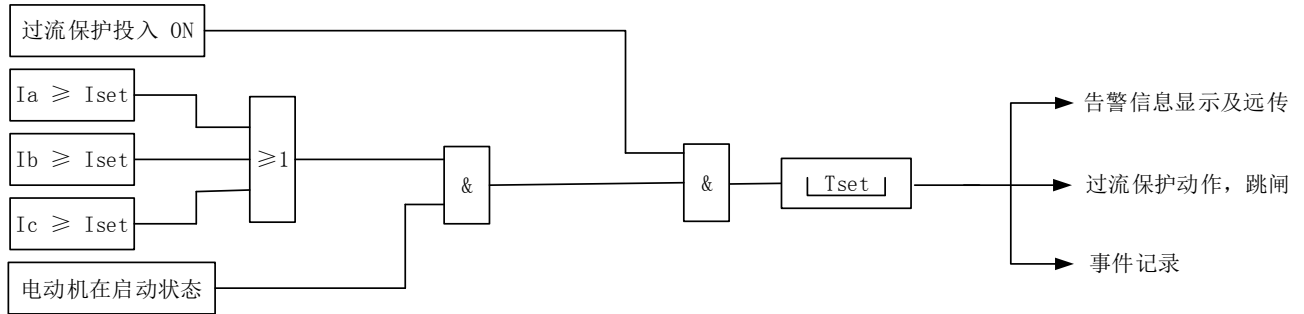 过流保护投入 ON
Ia ≥ Iset
Ib ≥ Iset
Ic ≥ Iset
电动机在启动状态
≥1
&
&
Tset
告警信息显示及远传
过流保护动作，跳闸
事件记录